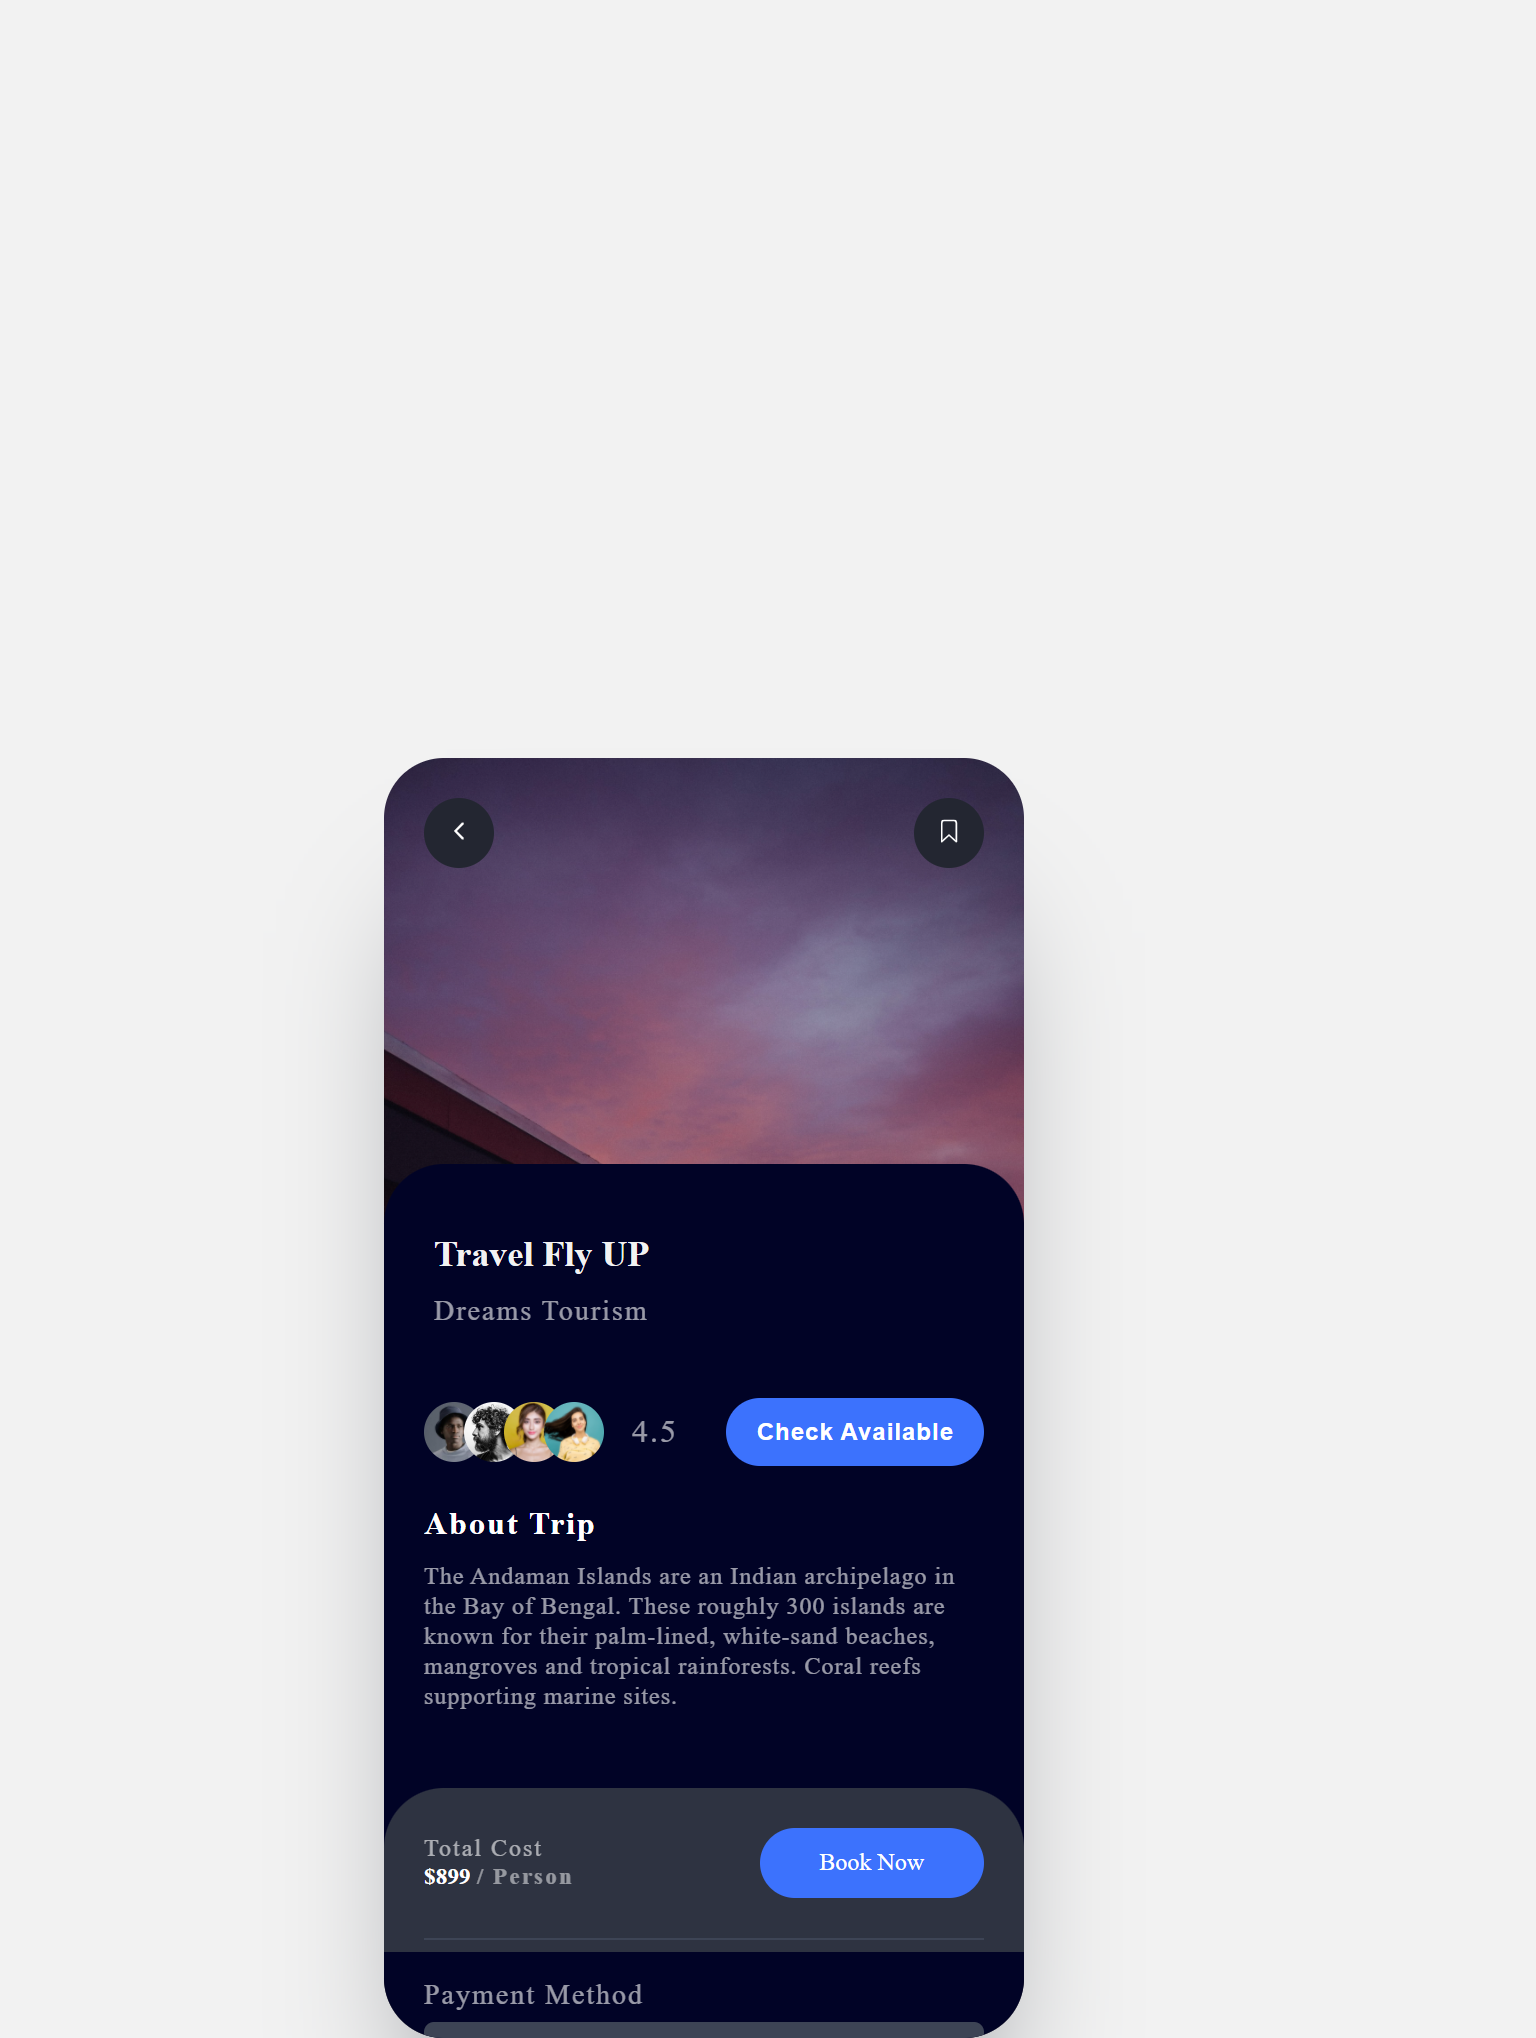 Travel Fly UP
Dreams Tourism
4.5
Check Available
About Trip
The Andaman Islands are an Indian archipelago in
the Bay of Bengal. These roughly 300 islands are
known for their palm-lined, white-sand beaches,
mangroves and tropical rainforests. Coral reefs
supporting marine sites.
Total Cost
$899 / Person
Book Now
Payment Method